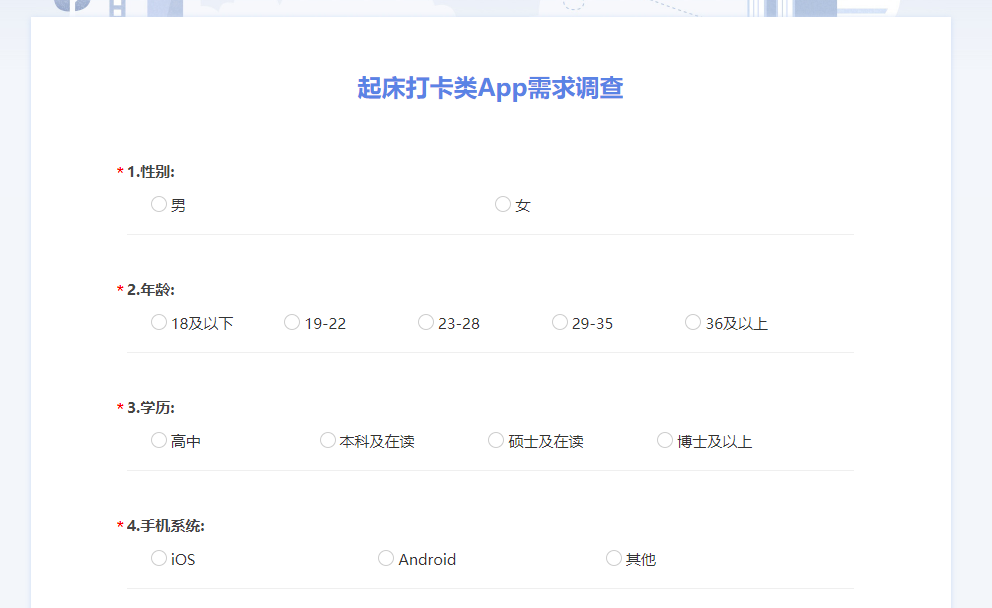 起床打卡类App需求调查
*1.性别:
男 女
*2.年龄:
18及以下 19-22 23-28 29-35 36及以上
*3.学历:
高中 本科及在读 硕士及在读 博士及以上
*4.手机系统:
iOS Android 其他